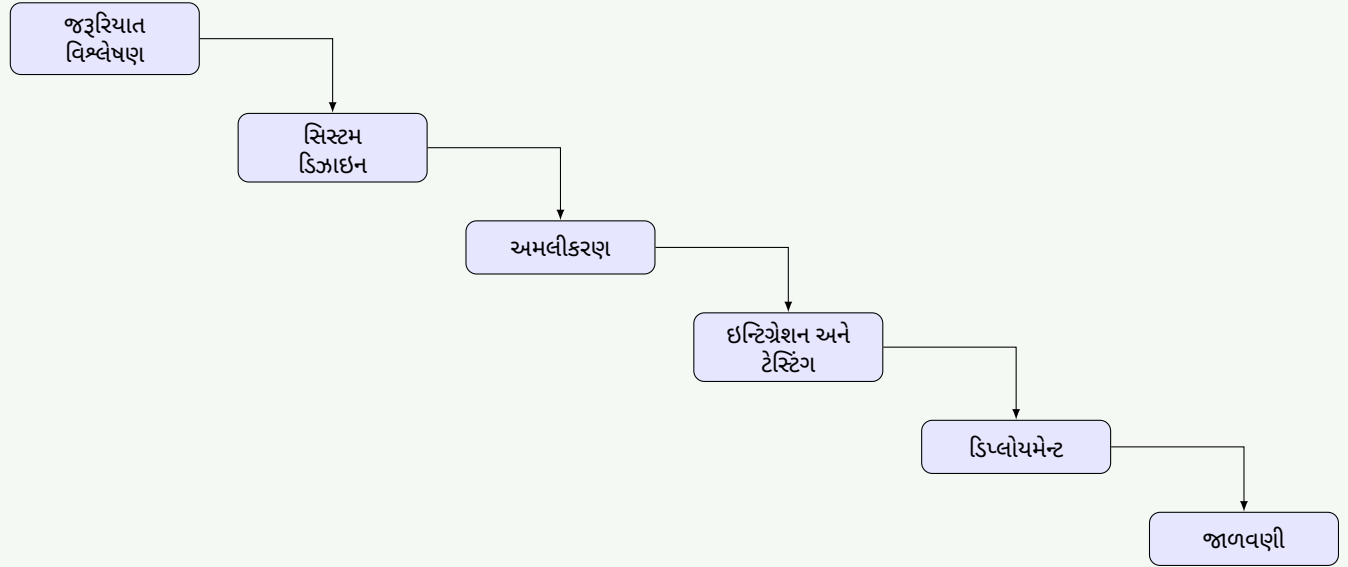 જરૂરિયાત
વિશ્લેષણ
સિસ્ટમ
ડિઝાઇન
અમલીકરણ
ઇન્ટિગ્રેશન અને
ટેસ્ટિંગ
ડિપ્લોયમેન્ટ
જાળવણી